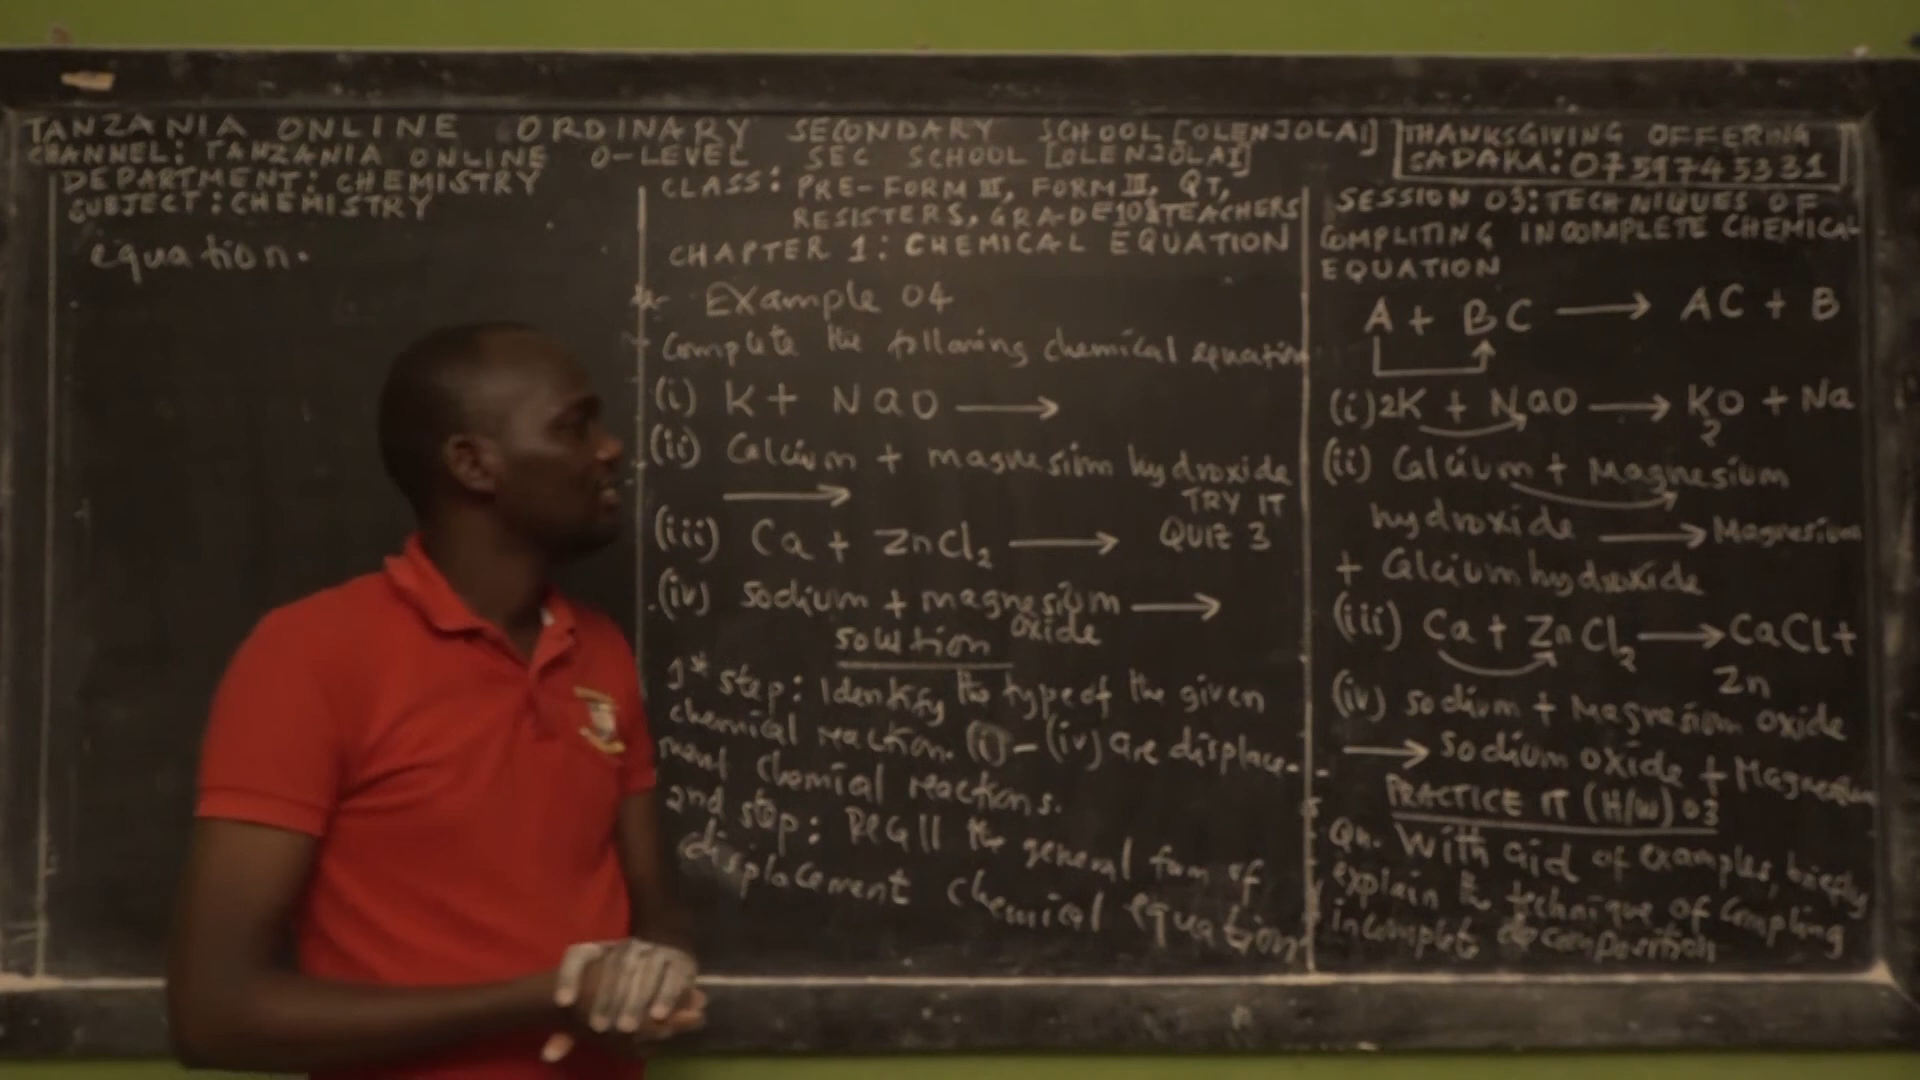 TANZANIA ONLINE ORDINARY SECONDARY SCHOOL [OLENJOLAI]
CHANNEL: TANZANIA ONLINE O-LEVEL SEC SCHOOL [OLENJOLAI]
THANKSGIVING OFFERING
SADAKA: 0759745331
DEPARTMENT: CHEMISTRY
SUBJECT: CHEMISTRY
equation.
CLASS: PRE-FORM III, FORM III, QT,
RESISTERS, GRADE 10 & TEACHERS
CHAPTER 1: CHEMICAL EQUATION
* Example 04
Complete the following chemical equation
(i) K + NaO ⟶
(ii) Calcium + magnesium hydroxide
⟶ TRY IT
(iii) Ca + ZnCl₂ ⟶ QUIZ 3
(iv) sodium + magnesium ⟶
oxide
solution
1st step: Identify the type of the given
chemical reaction. (i) – (iv) are displace-
ment chemical reactions.
2nd step: Recall the general form of
displacement chemical equation
SESSION 03: TECHNIQUES OF
COMPLITING INCOMPLETE CHEMICAL
EQUATION
A + BC ⟶ AC + B
(i) 2K + NaO ⟶ K₂O + Na
(ii) Calcium + Magnesium
hydroxide ⟶ Magnesium
+ Calcium hydroxide
(iii) Ca + ZnCl₂ ⟶ CaCl +
Zn
(iv) sodium + Magnesium oxide
⟶ sodium oxide + Magnesium
PRACTICE IT (H/W) 03
Qn. With aid of examples, briefly
explain the technique of compling
incomplete decomposition